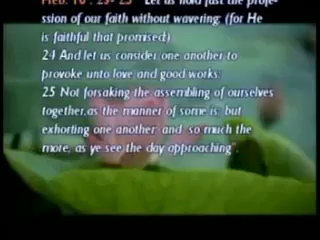 Heb. 10 : 23- 25 "Let us hold fast the profe-
ssion of our faith without wavering; (for He
is faithful that promised)
24 And let us consider one another to
provoke unto love and good works.
25 Not forsaking the assembling of ourselves
together,as the manner of some is; but
exhorting one another: and so much the
more, as ye see the day approaching".